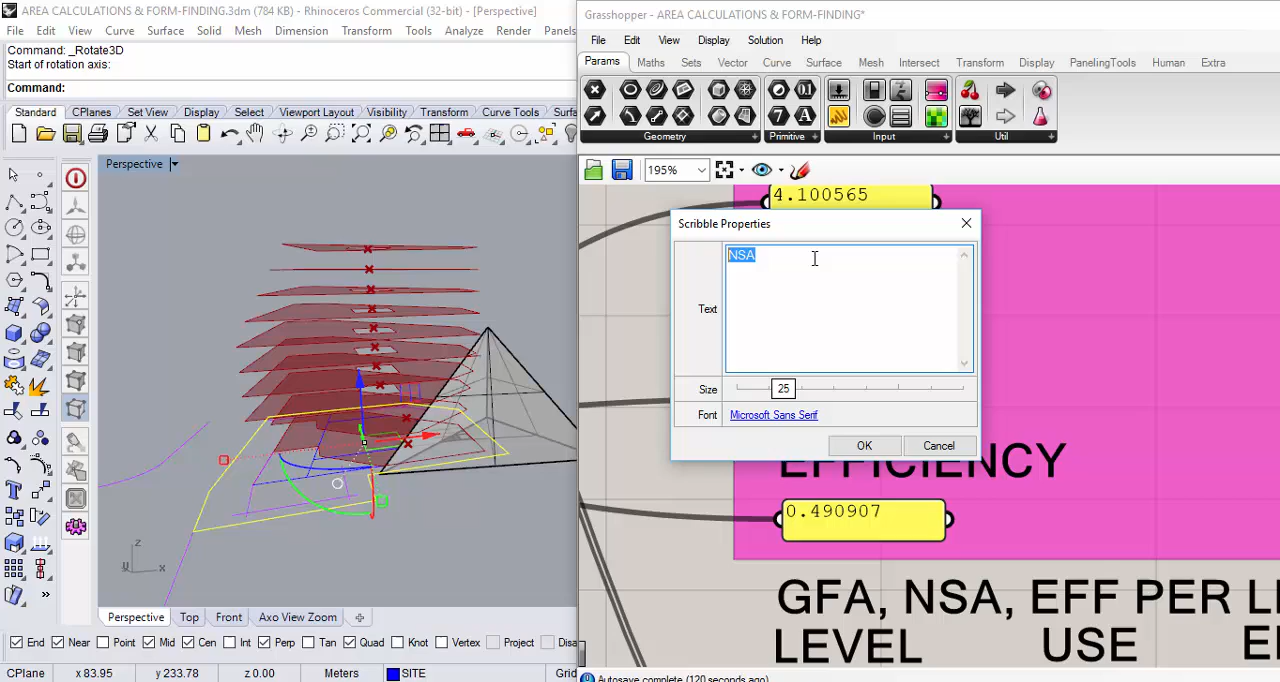 AREA CALCULATIONS & FORM-FINDING.3dm (784 KB) - Rhinoceros Commercial (32-bit) - [Perspective]
File Edit View Curve Surface Solid Mesh Dimension Transform Tools Analyze Render Panels
Command: _Rotate3D
Start of rotation axis:
Command:
Standard CPlanes Set View Display Select Viewport Layout Visibility Transform Curve Tools Surfa
Perspective
z
y
x
Perspective Top Front Axo View Zoom
End Near Point Mid Cen Int Perp Tan Quad Knot Vertex Project Disa
CPlane x 83.95 y 233.78 z 0.00 Meters SITE Grid
Grasshopper - AREA CALCULATIONS & FORM-FINDING*
File Edit View Display Solution Help
Params Maths Sets Vector Curve Surface Mesh Intersect Transform Display PanelingTools Human Extra
Geometry Primitive Input Util
195%
4.100565
Scribble Properties
Text
NSA
Size 25
Font Microsoft Sans Serif
OK Cancel
EFFICIENCY
0.490907
GFA, NSA, EFF PER LE
LEVEL USE
Autosave complete (120 seconds ago)